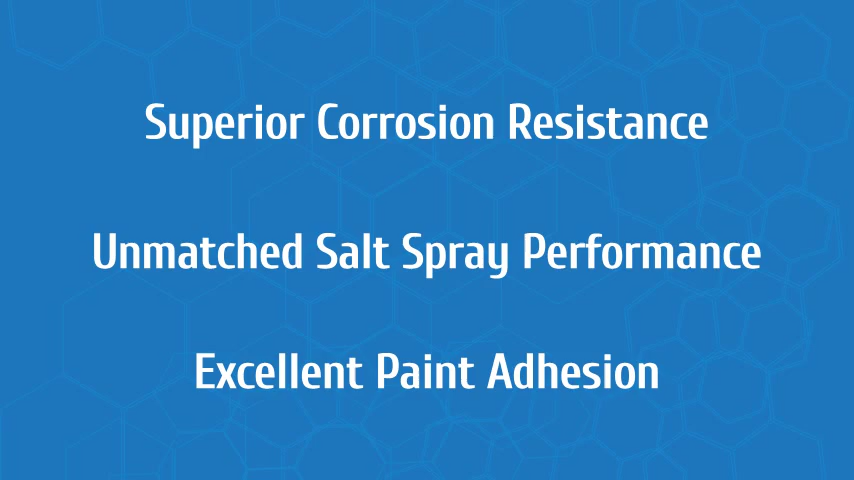 Superior Corrosion Resistance
Unmatched Salt Spray Performance
Excellent Paint Adhesion